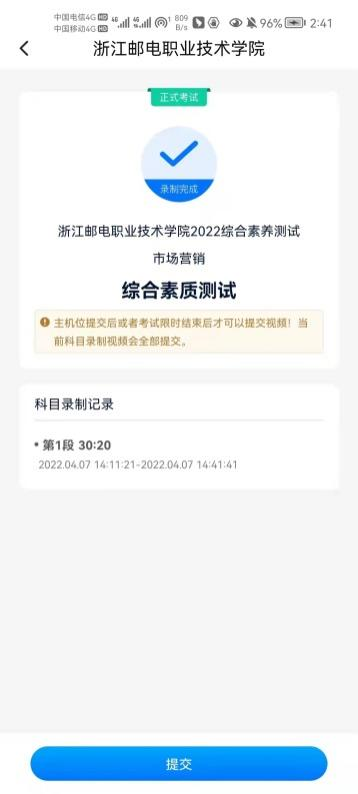 中国电信4G HD
中国移动4G HD
4G 4G 1 809 B/s 96% 2:41
浙江邮电职业技术学院
正式考试
录制完成
浙江邮电职业技术学院2022综合素养测试
市场营销
综合素质测试
主机位提交后或者考试限时结束后才可以提交视频！当
前科目录制视频会全部提交。
科目录制记录
• 第1段 30:20
2022.04.07 14:11:21-2022.04.07 14:41:41
提交